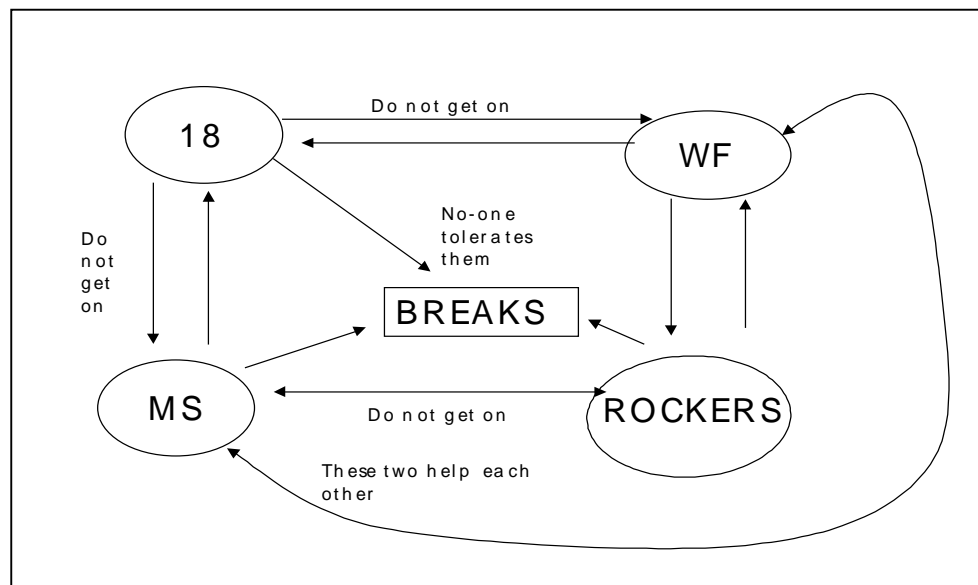 Do not get on
18
WF
No-one
tolerates
them
Do
not
get
on
BREAKS
MS
ROCKERS
Do not get on
These two help each
other